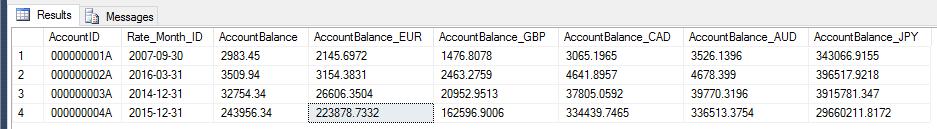 Results Messages
AccountID Rate_Month_ID AccountBalance AccountBalance_EUR AccountBalance_GBP AccountBalance_CAD AccountBalance_AUD AccountBalance_JPY
1 000000001A 2007-09-30 2983.45 2145.6972 1476.8078 3065.1965 3526.1396 343066.9155
2 000000002A 2016-03-31 3509.94 3154.3831 2463.2759 4641.8957 4678.399 396517.9218
3 000000003A 2014-12-31 32754.34 26606.3504 20952.9513 37805.0592 39770.3196 3915781.347
4 000000004A 2015-12-31 243956.34 223878.7332 162596.9006 334439.7465 336513.3754 29660211.8172